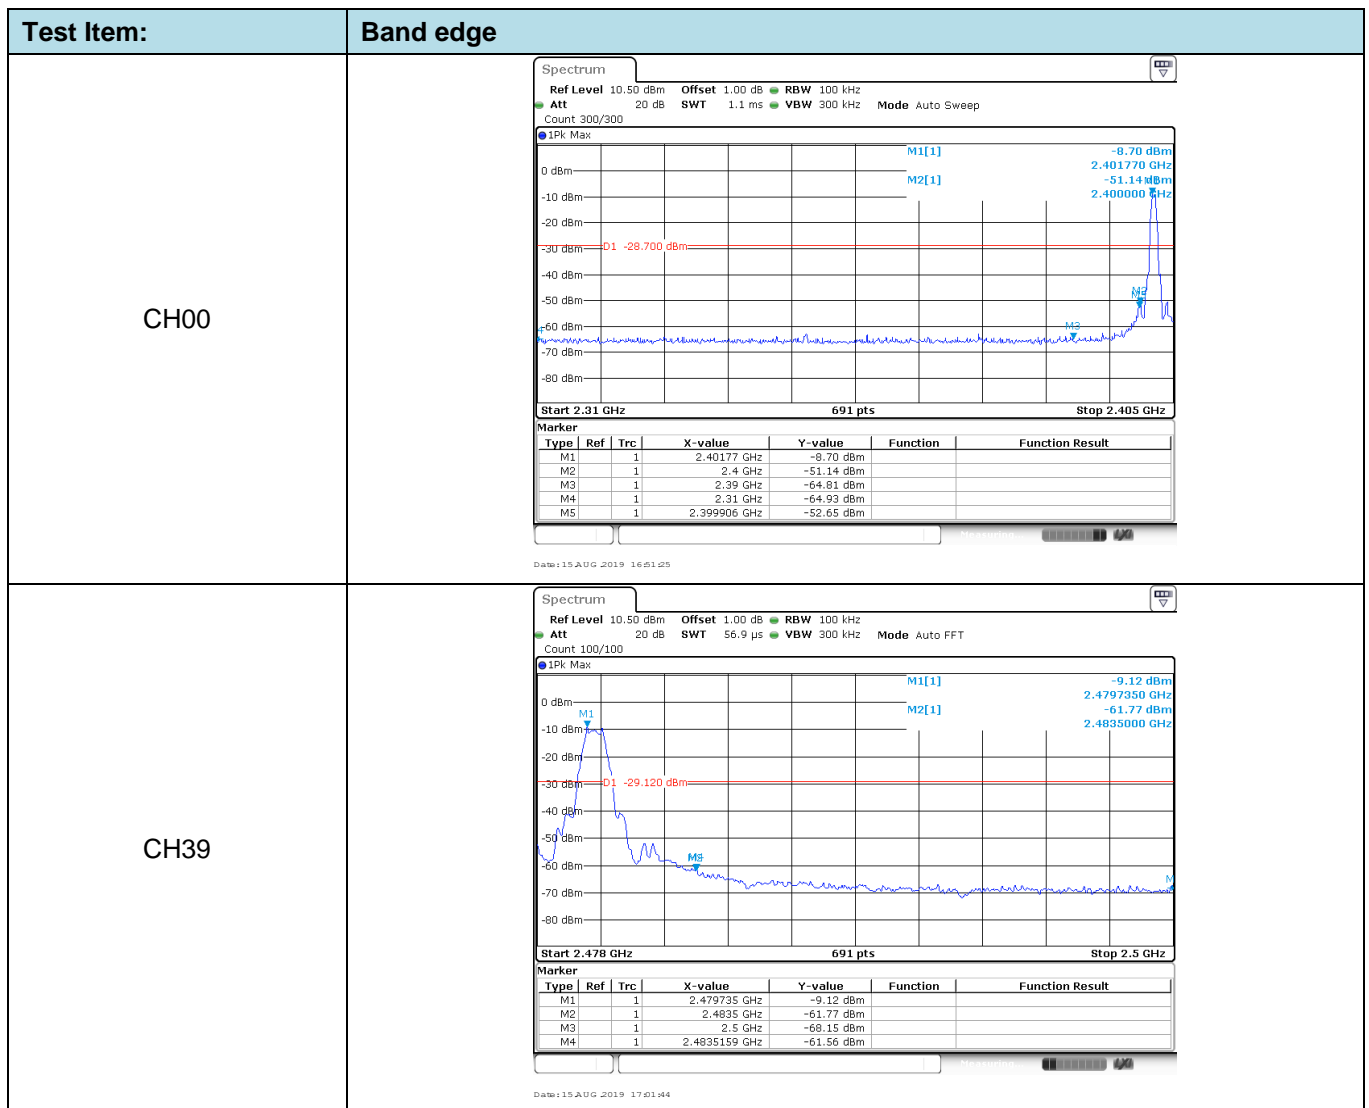 Test Item: Band edge
CH00
Spectrum
Ref Level 10.50 dBm Offset 1.00 dB RBW 100 kHz
Att 20 dB SWT 1.1 ms VBW 300 kHz Mode Auto Sweep
Count 300/300
1Pk Max
M1[1] -8.70 dBm
2.401770 GHz
0 dBm
M2[1] -51.14 dBm
2.400000 GHz
-10 dBm
-20 dBm
-30 dBm
D1 -28.700 dBm
-40 dBm
-50 dBm
M2
-60 dBm
M3
-70 dBm
-80 dBm
Start 2.31 GHz 691 pts Stop 2.405 GHz
Marker
Type Ref Trc X-value Y-value Function Function Result
M1 1 2.40177 GHz -8.70 dBm
M2 1 2.4 GHz -51.14 dBm
M3 1 2.39 GHz -64.81 dBm
M4 1 2.31 GHz -64.93 dBm
M5 1 2.399906 GHz -52.65 dBm
Measuring...
Date: 15.AUG.2019 16:51:25
CH39
Spectrum
Ref Level 10.50 dBm Offset 1.00 dB RBW 100 kHz
Att 20 dB SWT 56.9 µs VBW 300 kHz Mode Auto FFT
Count 100/100
1Pk Max
M1[1] -9.12 dBm
2.4797350 GHz
0 dBm
M2[1] -61.77 dBm
2.4835000 GHz
M1
-10 dBm
-20 dBm
-30 dBm
D1 -29.120 dBm
-40 dBm
-50 dBm
-60 dBm
-70 dBm
-80 dBm
Start 2.478 GHz 691 pts Stop 2.5 GHz
Marker
Type Ref Trc X-value Y-value Function Function Result
M1 1 2.479735 GHz -9.12 dBm
M2 1 2.4835 GHz -61.77 dBm
M3 1 2.5 GHz -68.15 dBm
M4 1 2.4835159 GHz -61.56 dBm
Measuring...
Date: 15.AUG.2019 17:01:44